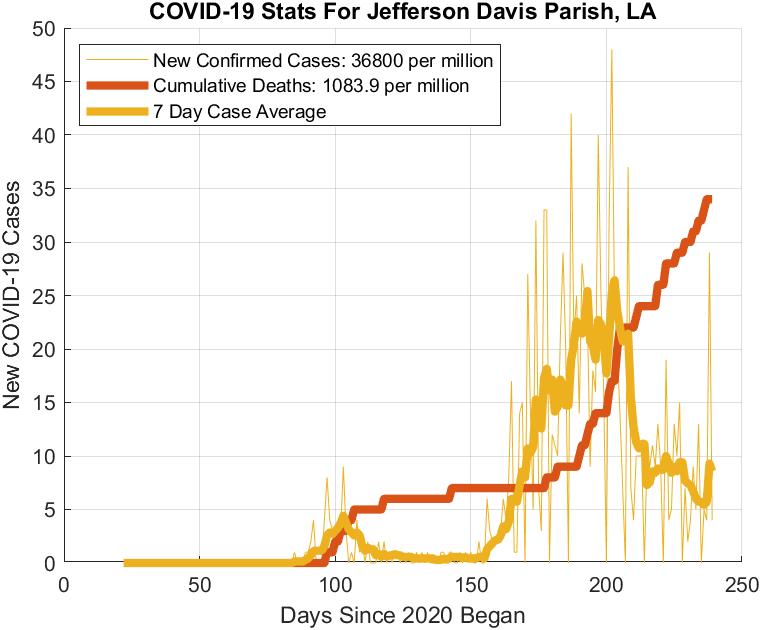 COVID-19 Stats For Jefferson Davis Parish, LA
New Confirmed Cases: 36800 per million
Cumulative Deaths: 1083.9 per million
7 Day Case Average
50
45
40
35
30
25
20
15
10
5
0
New COVID-19 Cases
0 50 100 150 200 250
Days Since 2020 Began